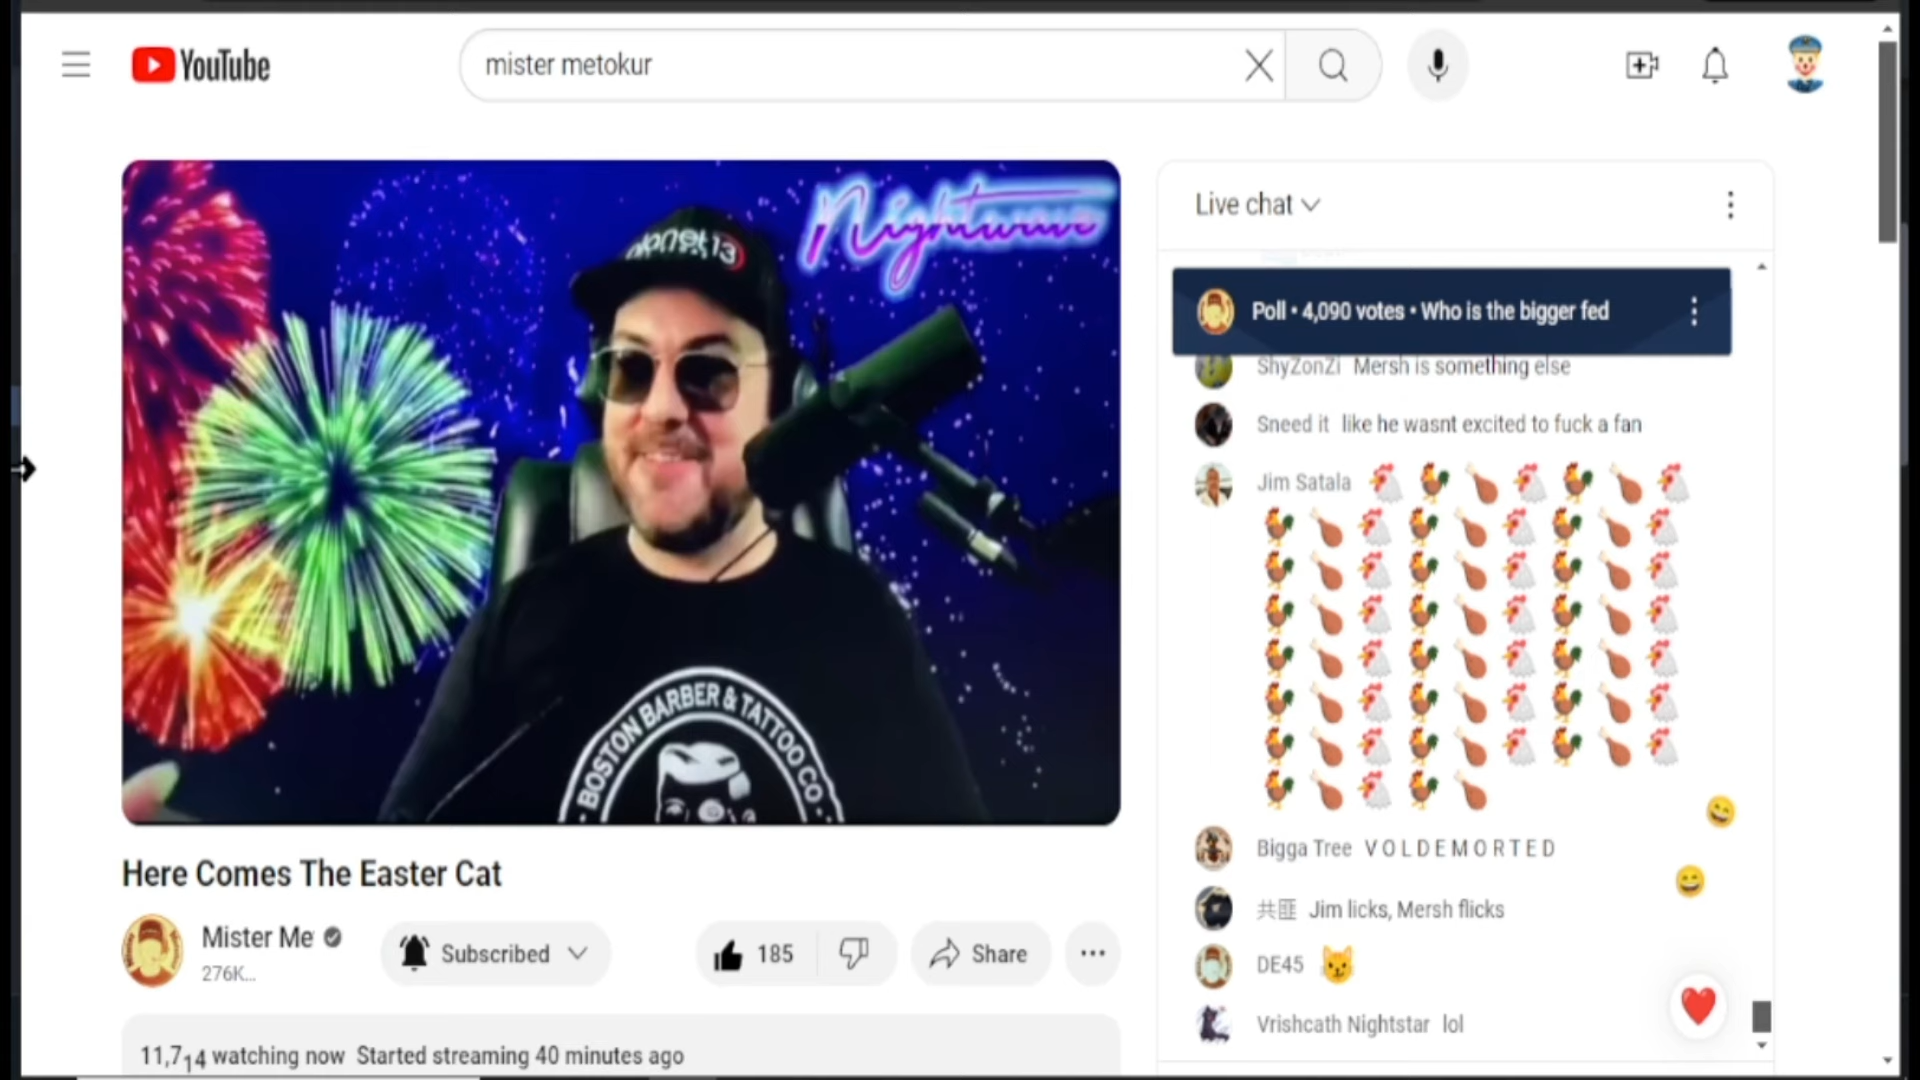 YouTube
mister metokur
Nightwave
BOSTON BARBER & TATTOO CO.
Live chat
Poll • 4,090 votes • Who is the bigger fed
ShyZonZi Mersh is something else
Sneed it like he wasnt excited to fuck a fan
Jim Satala 🐔 🐓 🍗 🐔 🐓 🍗 🐔
🐓 🍗 🐔 🐓 🍗 🐔 🐓 🍗 🐔
🐓 🍗 🐔 🐓 🍗 🐔 🐓 🍗 🐔
🐓 🍗 🐔 🐓 🍗 🐔 🐓 🍗 🐔
🐓 🍗 🐔 🐓 🍗 🐔 🐓 🍗 🐔
🐓 🍗 🐔 🐓 🍗 🐔 🐓 🍗 🐔
🐓 🍗 🐔 🐓 🍗 🐔 🐓 🍗 🐔
🐓 🍗 🐔 🐓 🍗
Bigga Tree V O L D E M O R T E D
共匪 Jim licks, Mersh flicks
DE45 😼
Vrishcath Nightstar lol
Here Comes The Easter Cat
Mister Me
276K...
Subscribed
185
Share
11,714 watching now Started streaming 40 minutes ago